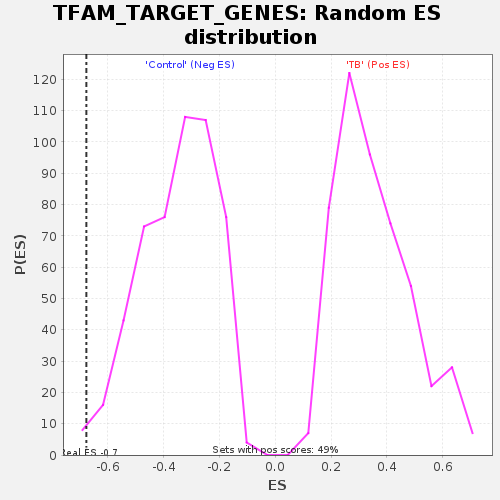 TFAM_TARGET_GENES: Random ES
distribution
'Control' (Neg ES)
'TB' (Pos ES)
120
110
100
90
80
70
60
50
40
30
20
10
0
P(ES)
Real ES -0.7
Sets with pos scores: 49%
-0.6 -0.4 -0.2 0.0 0.2 0.4 0.6
ES